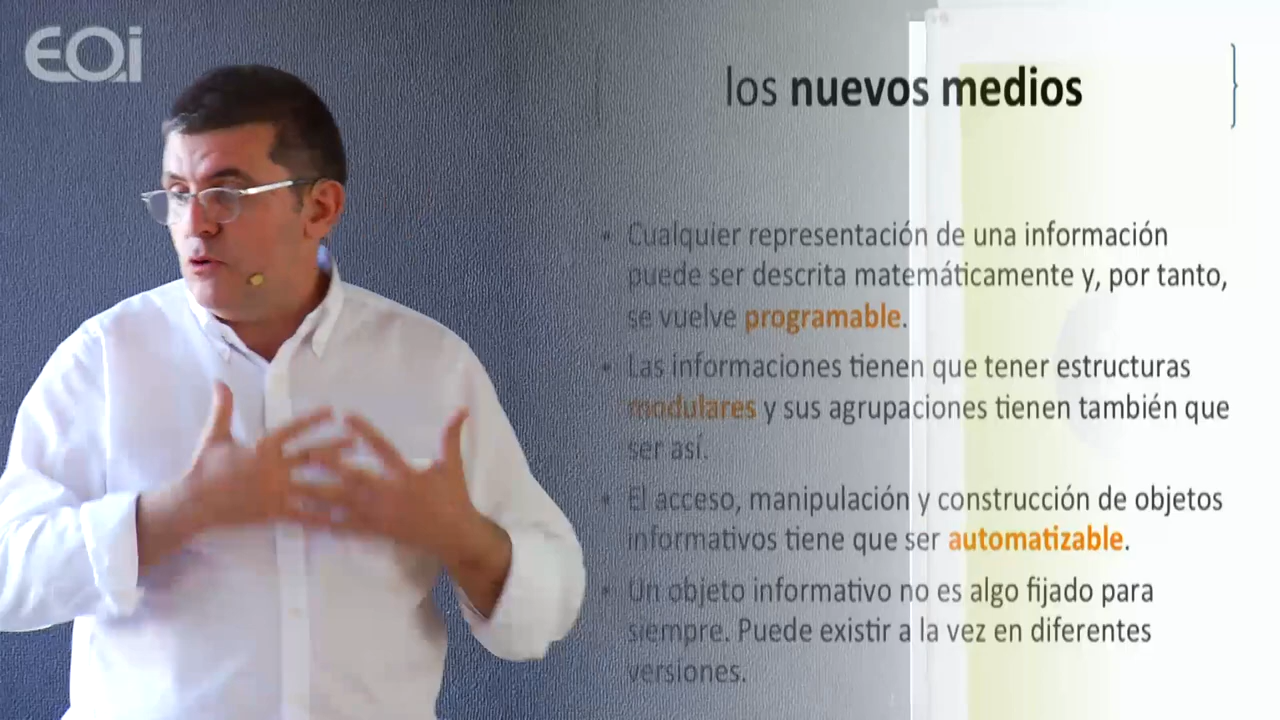 EOi
los nuevos medios
Cualquier representación de una información
puede ser descrita matemáticamente y, por tanto,
se vuelve programable.
Las informaciones tienen que tener estructuras
modulares y sus agrupaciones tienen también que
ser así.
El acceso, manipulación y construcción de objetos
informativos tiene que ser automatizable.
Un objeto informativo no es algo fijado para
siempre. Puede existir a la vez en diferentes
versiones.